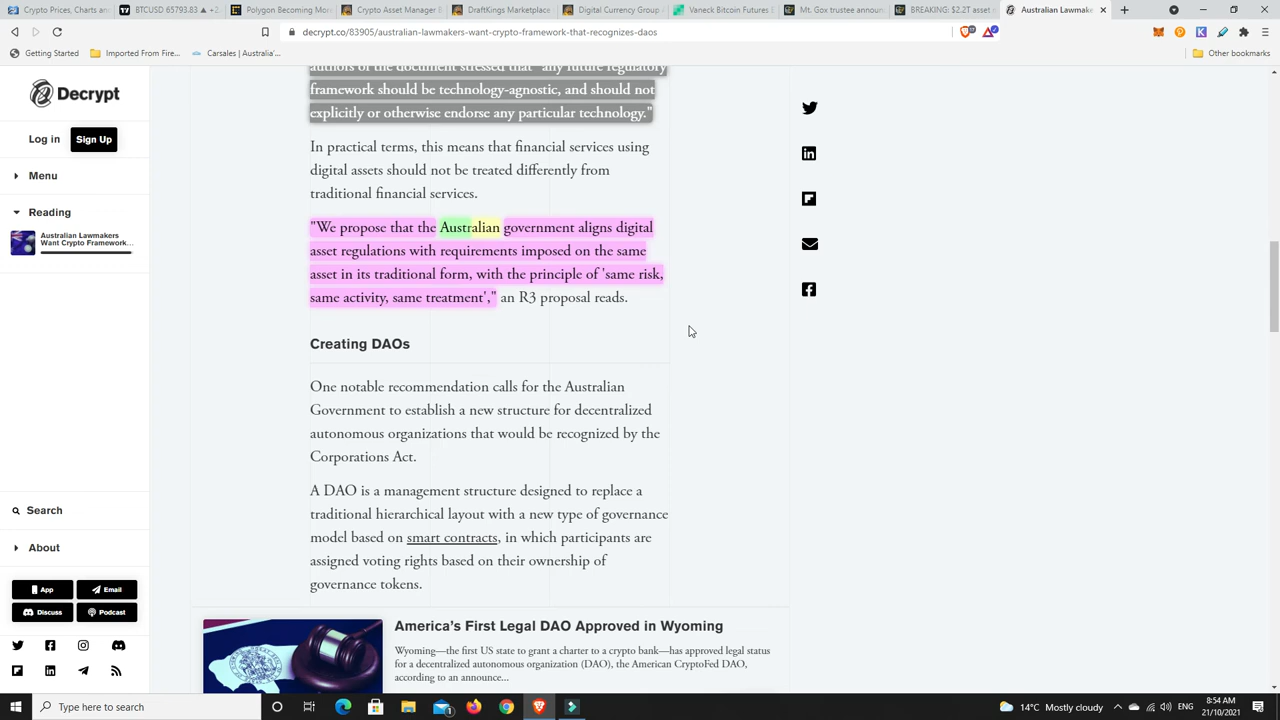 Crypto Prices, Charts an
BTCUSD 65793.83 ▲ +2.
Polygon Becoming More
Crypto Asset Manager B
DraftKings Marketplace
Digital Currency Group A
Vaneck Bitcoin Futures E
Mt. Gox trustee announ
BREAKING: $2.2T asset a
Australian Lawmake
decrypt.co/83905/australian-lawmakers-want-crypto-framework-that-recognizes-daos
Getting Started
Imported From Fire...
Carsales | Australia'...
Other bookmarks
Decrypt
Log in
Sign Up
Menu
Reading
Australian Lawmakers
Want Crypto Framework...
Search
About
App
Email
Discuss
Podcast
authors of the document stressed that "any future regulatory
framework should be technology-agnostic, and should not
explicitly or otherwise endorse any particular technology."
In practical terms, this means that financial services using
digital assets should not be treated differently from
traditional financial services.
"We propose that the Australian government aligns digital
asset regulations with requirements imposed on the same
asset in its traditional form, with the principle of 'same risk,
same activity, same treatment'," an R3 proposal reads.
Creating DAOs
One notable recommendation calls for the Australian
Government to establish a new structure for decentralized
autonomous organizations that would be recognized by the
Corporations Act.
A DAO is a management structure designed to replace a
traditional hierarchical layout with a new type of governance
model based on smart contracts, in which participants are
assigned voting rights based on their ownership of
governance tokens.
America's First Legal DAO Approved in Wyoming
Wyoming—the first US state to grant a charter to a crypto bank—has approved legal status
for a decentralized autonomous organization (DAO), the American CryptoFed DAO,
according to an announce...
Type here to search
14°C Mostly cloudy
ENG
8:54 AM
21/10/2021